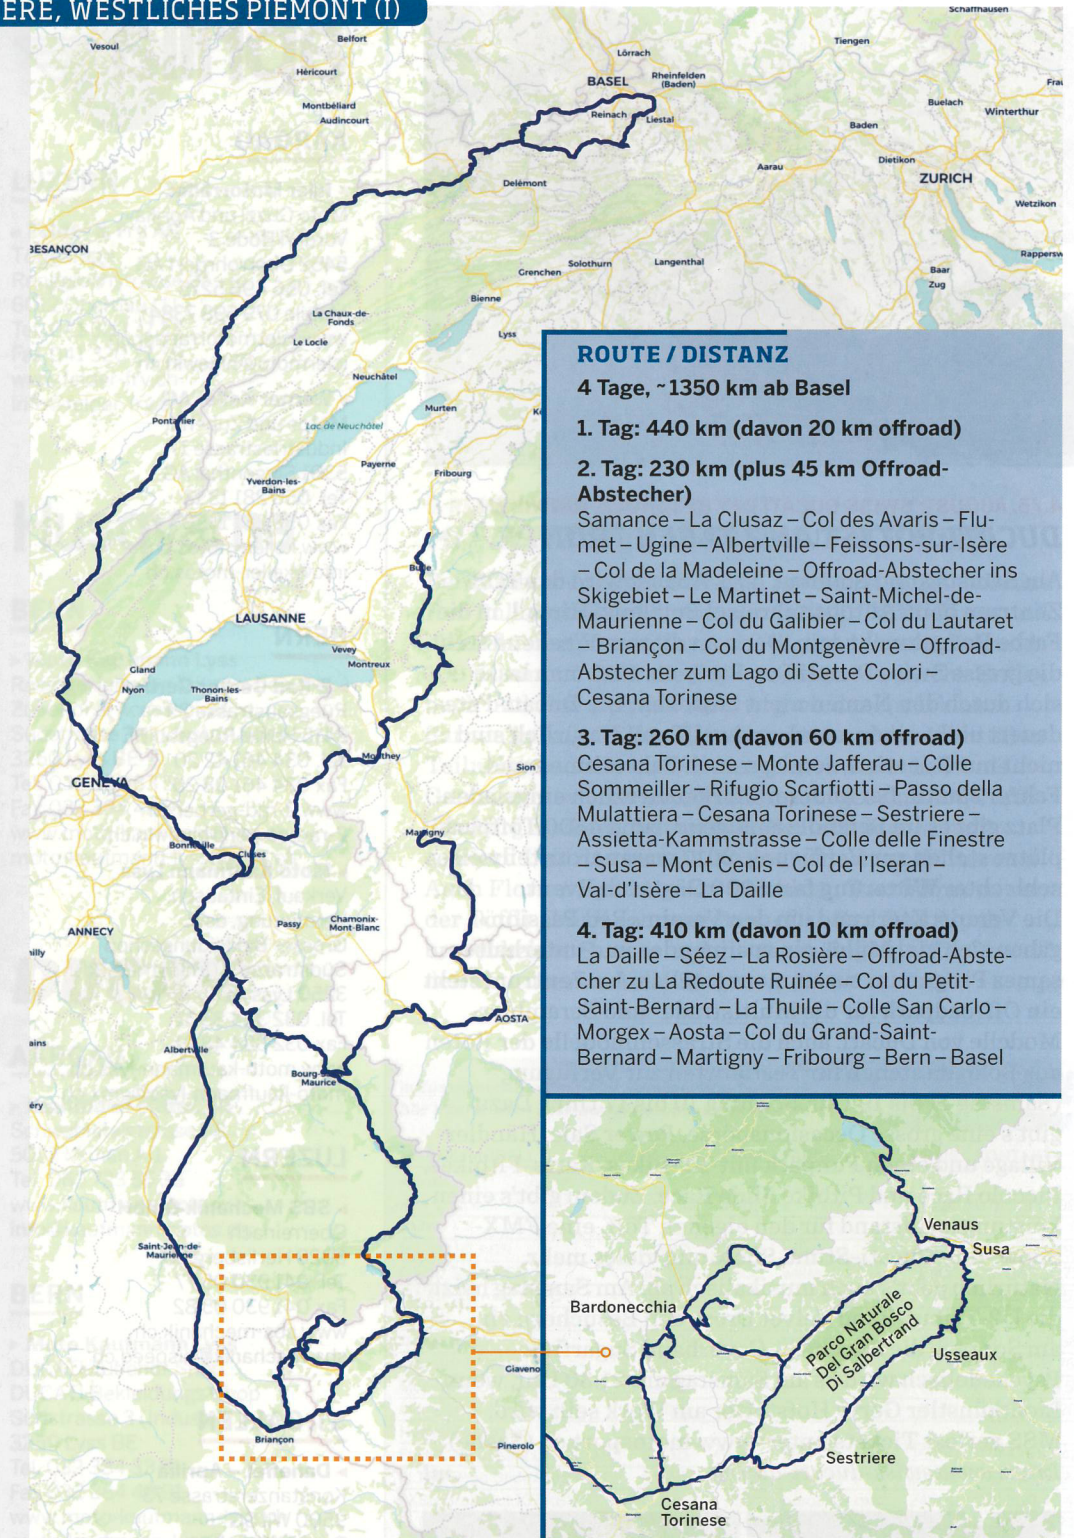 ERE, WESTLICHES PIEMONT (I)
Schaffhausen
Vesoul
Belfort
Lörrach
Tiengen
Héricourt
BASEL
Rheinfelden
(Baden)
Montbéliard
Audincourt
Reinach
Liestal
Buelach
Winterthur
Baden
Aarau
Dietikon
Delémont
ZURICH
Wetzikon
BESANÇON
Rappersw
Grenchen
Solothurn
Langenthal
Baar
Zug
Bienne
La Chaux-de-
Fonds
Lyss
Le Locle
Neuchâtel
Murten
Pontarlier
Lac de Neuchâtel
Payerne
Fribourg
Yverdon-les-
Bains
Bulle
LAUSANNE
Vevey
Montreux
Gland
Nyon
Thonon-les-
Bains
Monthey
Sion
GENEVA
Martigny
Bonneville
Cluses
Passy
Chamonix-
Mont-Blanc
ANNECY
AOSTA
Albertville
Bourg-Saint-
Maurice
Saint-Jean-de-
Maurienne
Giaveno
Briançon
Pinerolo
ROUTE / DISTANZ
4 Tage, ~1350 km ab Basel
1. Tag: 440 km (davon 20 km offroad)
2. Tag: 230 km (plus 45 km Offroad-
Abstecher)
Samance – La Clusaz – Col des Avaris – Flu-
met – Ugine – Albertville – Feissons-sur-Isère
– Col de la Madeleine – Offroad-Abstecher ins
Skigebiet – Le Martinet – Saint-Michel-de-
Maurienne – Col du Galibier – Col du Lautaret
– Briançon – Col du Montgenèvre – Offroad-
Abstecher zum Lago di Sette Colori –
Cesana Torinese
3. Tag: 260 km (davon 60 km offroad)
Cesana Torinese – Monte Jafferau – Colle
Sommeiller – Rifugio Scarfiotti – Passo della
Mulattiera – Cesana Torinese – Sestriere –
Assietta-Kammstrasse – Colle delle Finestre
– Susa – Mont Cenis – Col de l'Iseran –
Val-d'Isère – La Daille
4. Tag: 410 km (davon 10 km offroad)
La Daille – Séez – La Rosière – Offroad-Abste-
cher zu La Redoute Ruinée – Col du Petit-
Saint-Bernard – La Thuile – Colle San Carlo –
Morgex – Aosta – Col du Grand-Saint-
Bernard – Martigny – Fribourg – Bern – Basel
Venaus
Susa
Bardonecchia
Parco Naturale
Del Gran Bosco
Di Salbertrand
Usseaux
Sestriere
Cesana
Torinese